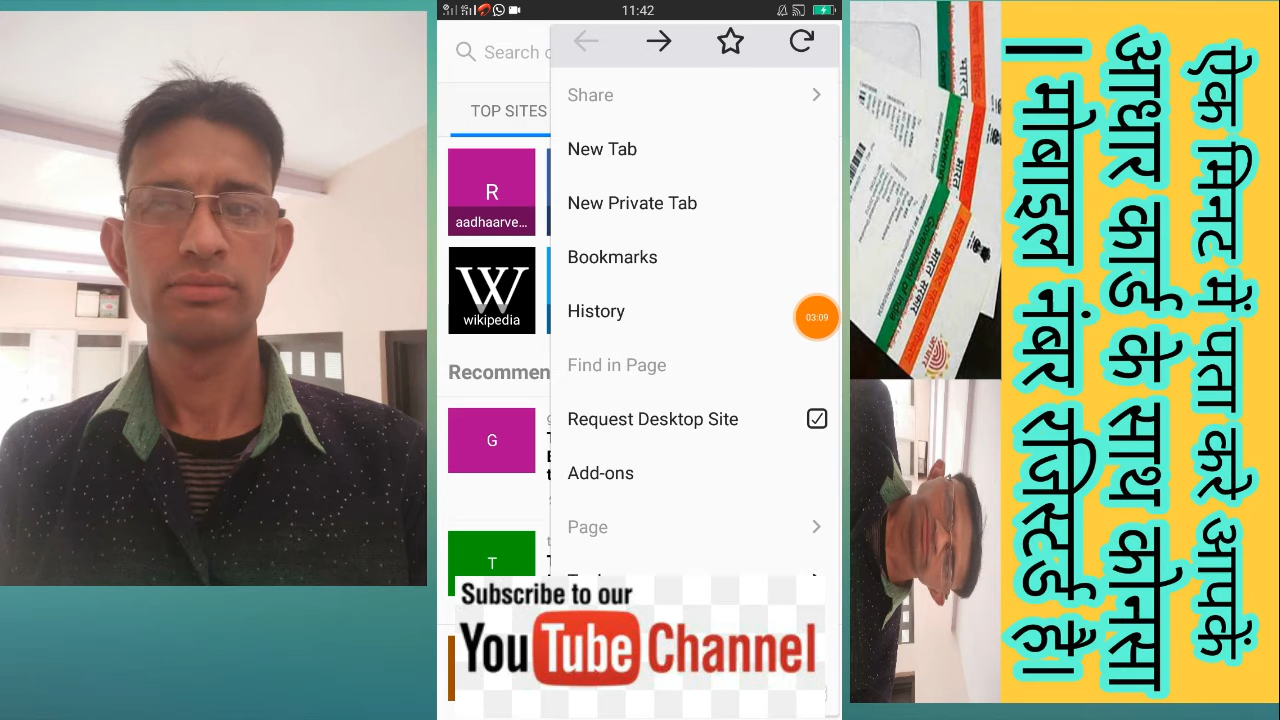 11:42
Search
TOP SITES
Share
New Tab
R
aadhaarve...
New Private Tab
Bookmarks
W
wikipedia
History
03:09
Find in Page
Recommen
Request Desktop Site
G
Add-ons
Page
T
Subscribe to our
YouTube Channel
ऐक मिनट में पता करे आपकें
आधार कार्ड के साथ कोनसा
मोबाइल नंबर रजिस्टर्ड है।